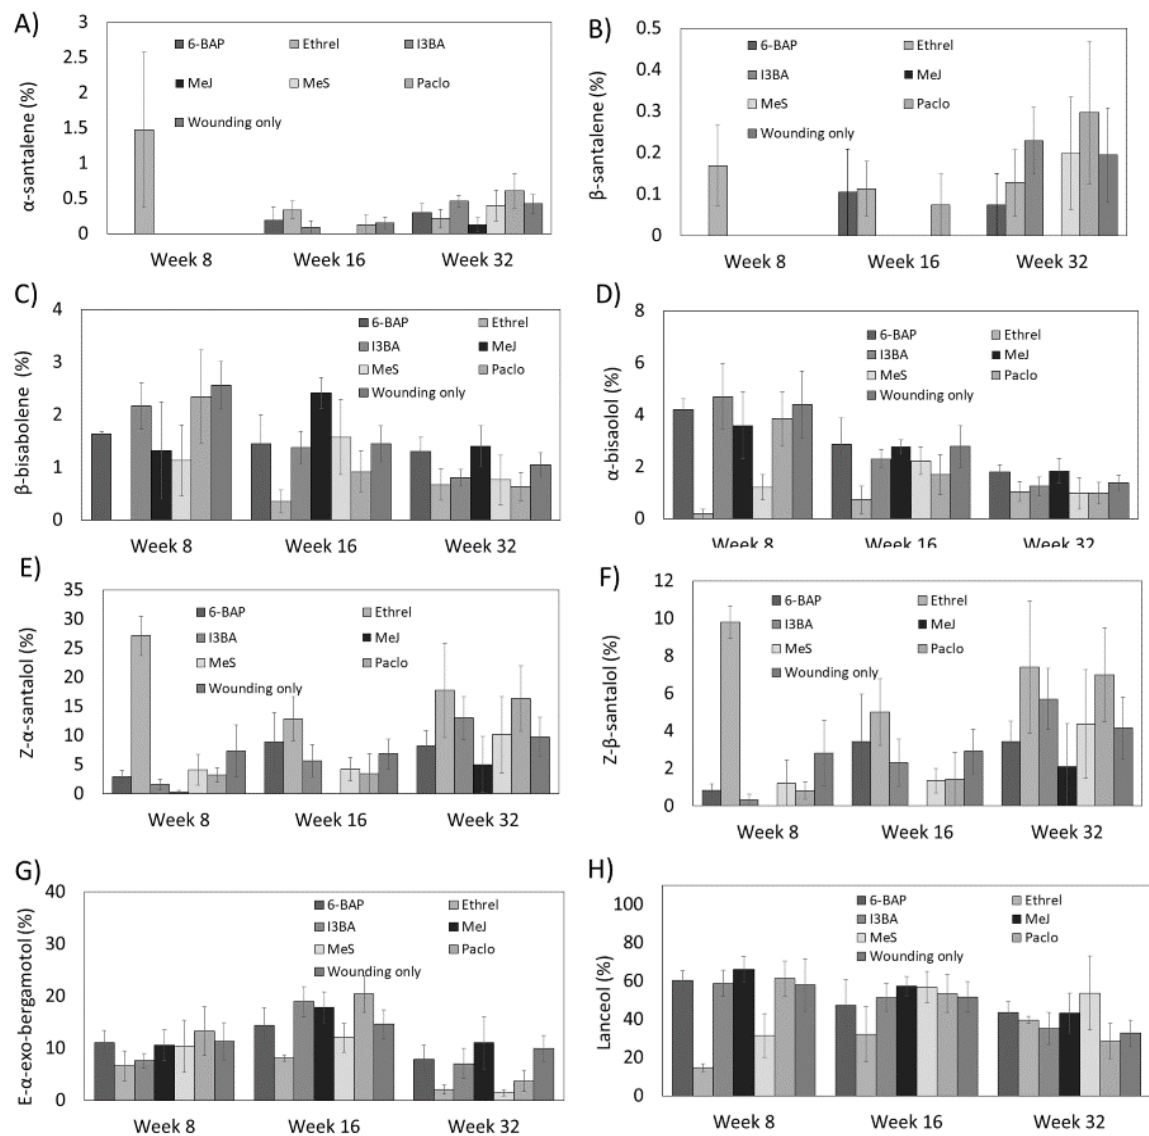 A)
α-santalene (%)
3
2.5
2
1.5
1
0.5
0
6-BAP Ethrel I3BA
MeJ MeS Paclo
Wounding only
Week 8 Week 16 Week 32
B)
β-santalene (%)
0.5
0.4
0.3
0.2
0.1
0
6-BAP Ethrel
I3BA MeJ
MeS Paclo
Wounding only
Week 8 Week 16 Week 32
C)
β-bisabolene (%)
4
3
2
1
0
6-BAP Ethrel
I3BA MeJ
MeS Paclo
Wounding only
Week 8 Week 16 Week 32
D)
α-bisaolol (%)
8
6
4
2
0
6-BAP Ethrel
I3BA MeJ
MeS Paclo
Wounding only
Week 8 Week 16 Week 32
E)
Z-α-santalol (%)
35
30
25
20
15
10
5
0
6-BAP Ethrel
I3BA MeJ
MeS Paclo
Wounding only
Week 8 Week 16 Week 32
F)
Z-β-santalol (%)
12
10
8
6
4
2
0
6-BAP Ethrel
I3BA MeJ
MeS Paclo
Wounding only
Week 8 Week 16 Week 32
G)
E-α-exo-bergamotol (%)
40
30
20
10
0
6-BAP Ethrel
I3BA MeJ
MeS Paclo
Wounding only
Week 8 Week 16 Week 32
H)
Lanceol (%)
100
80
60
40
20
0
6-BAP Ethrel
I3BA MeJ
MeS Paclo
Wounding only
Week 8 Week 16 Week 32